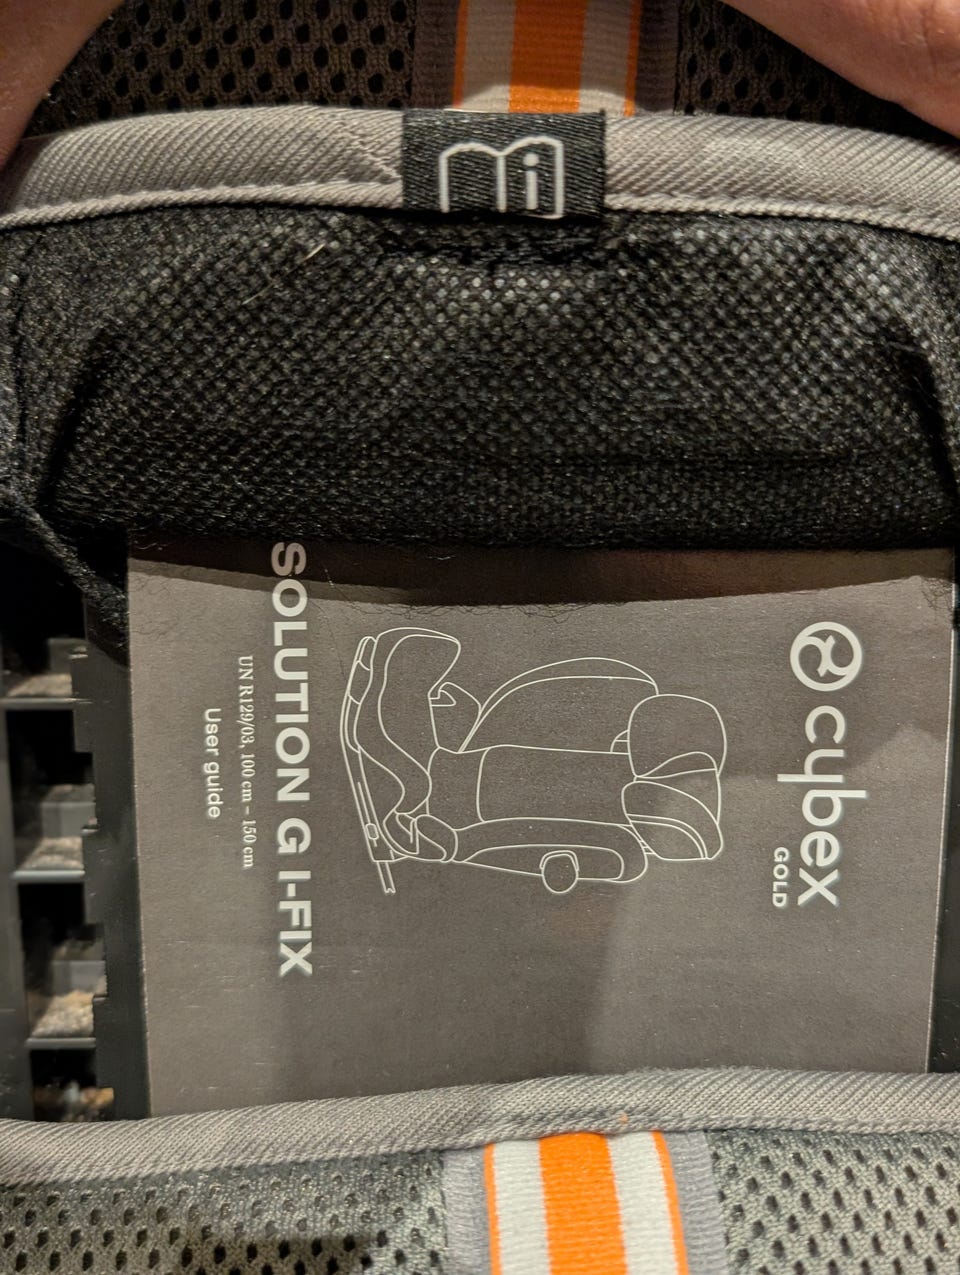 mi
cybex
GOLD
SOLUTION G I-FIX
UN R129/03, 100 cm – 150 cm
User guide